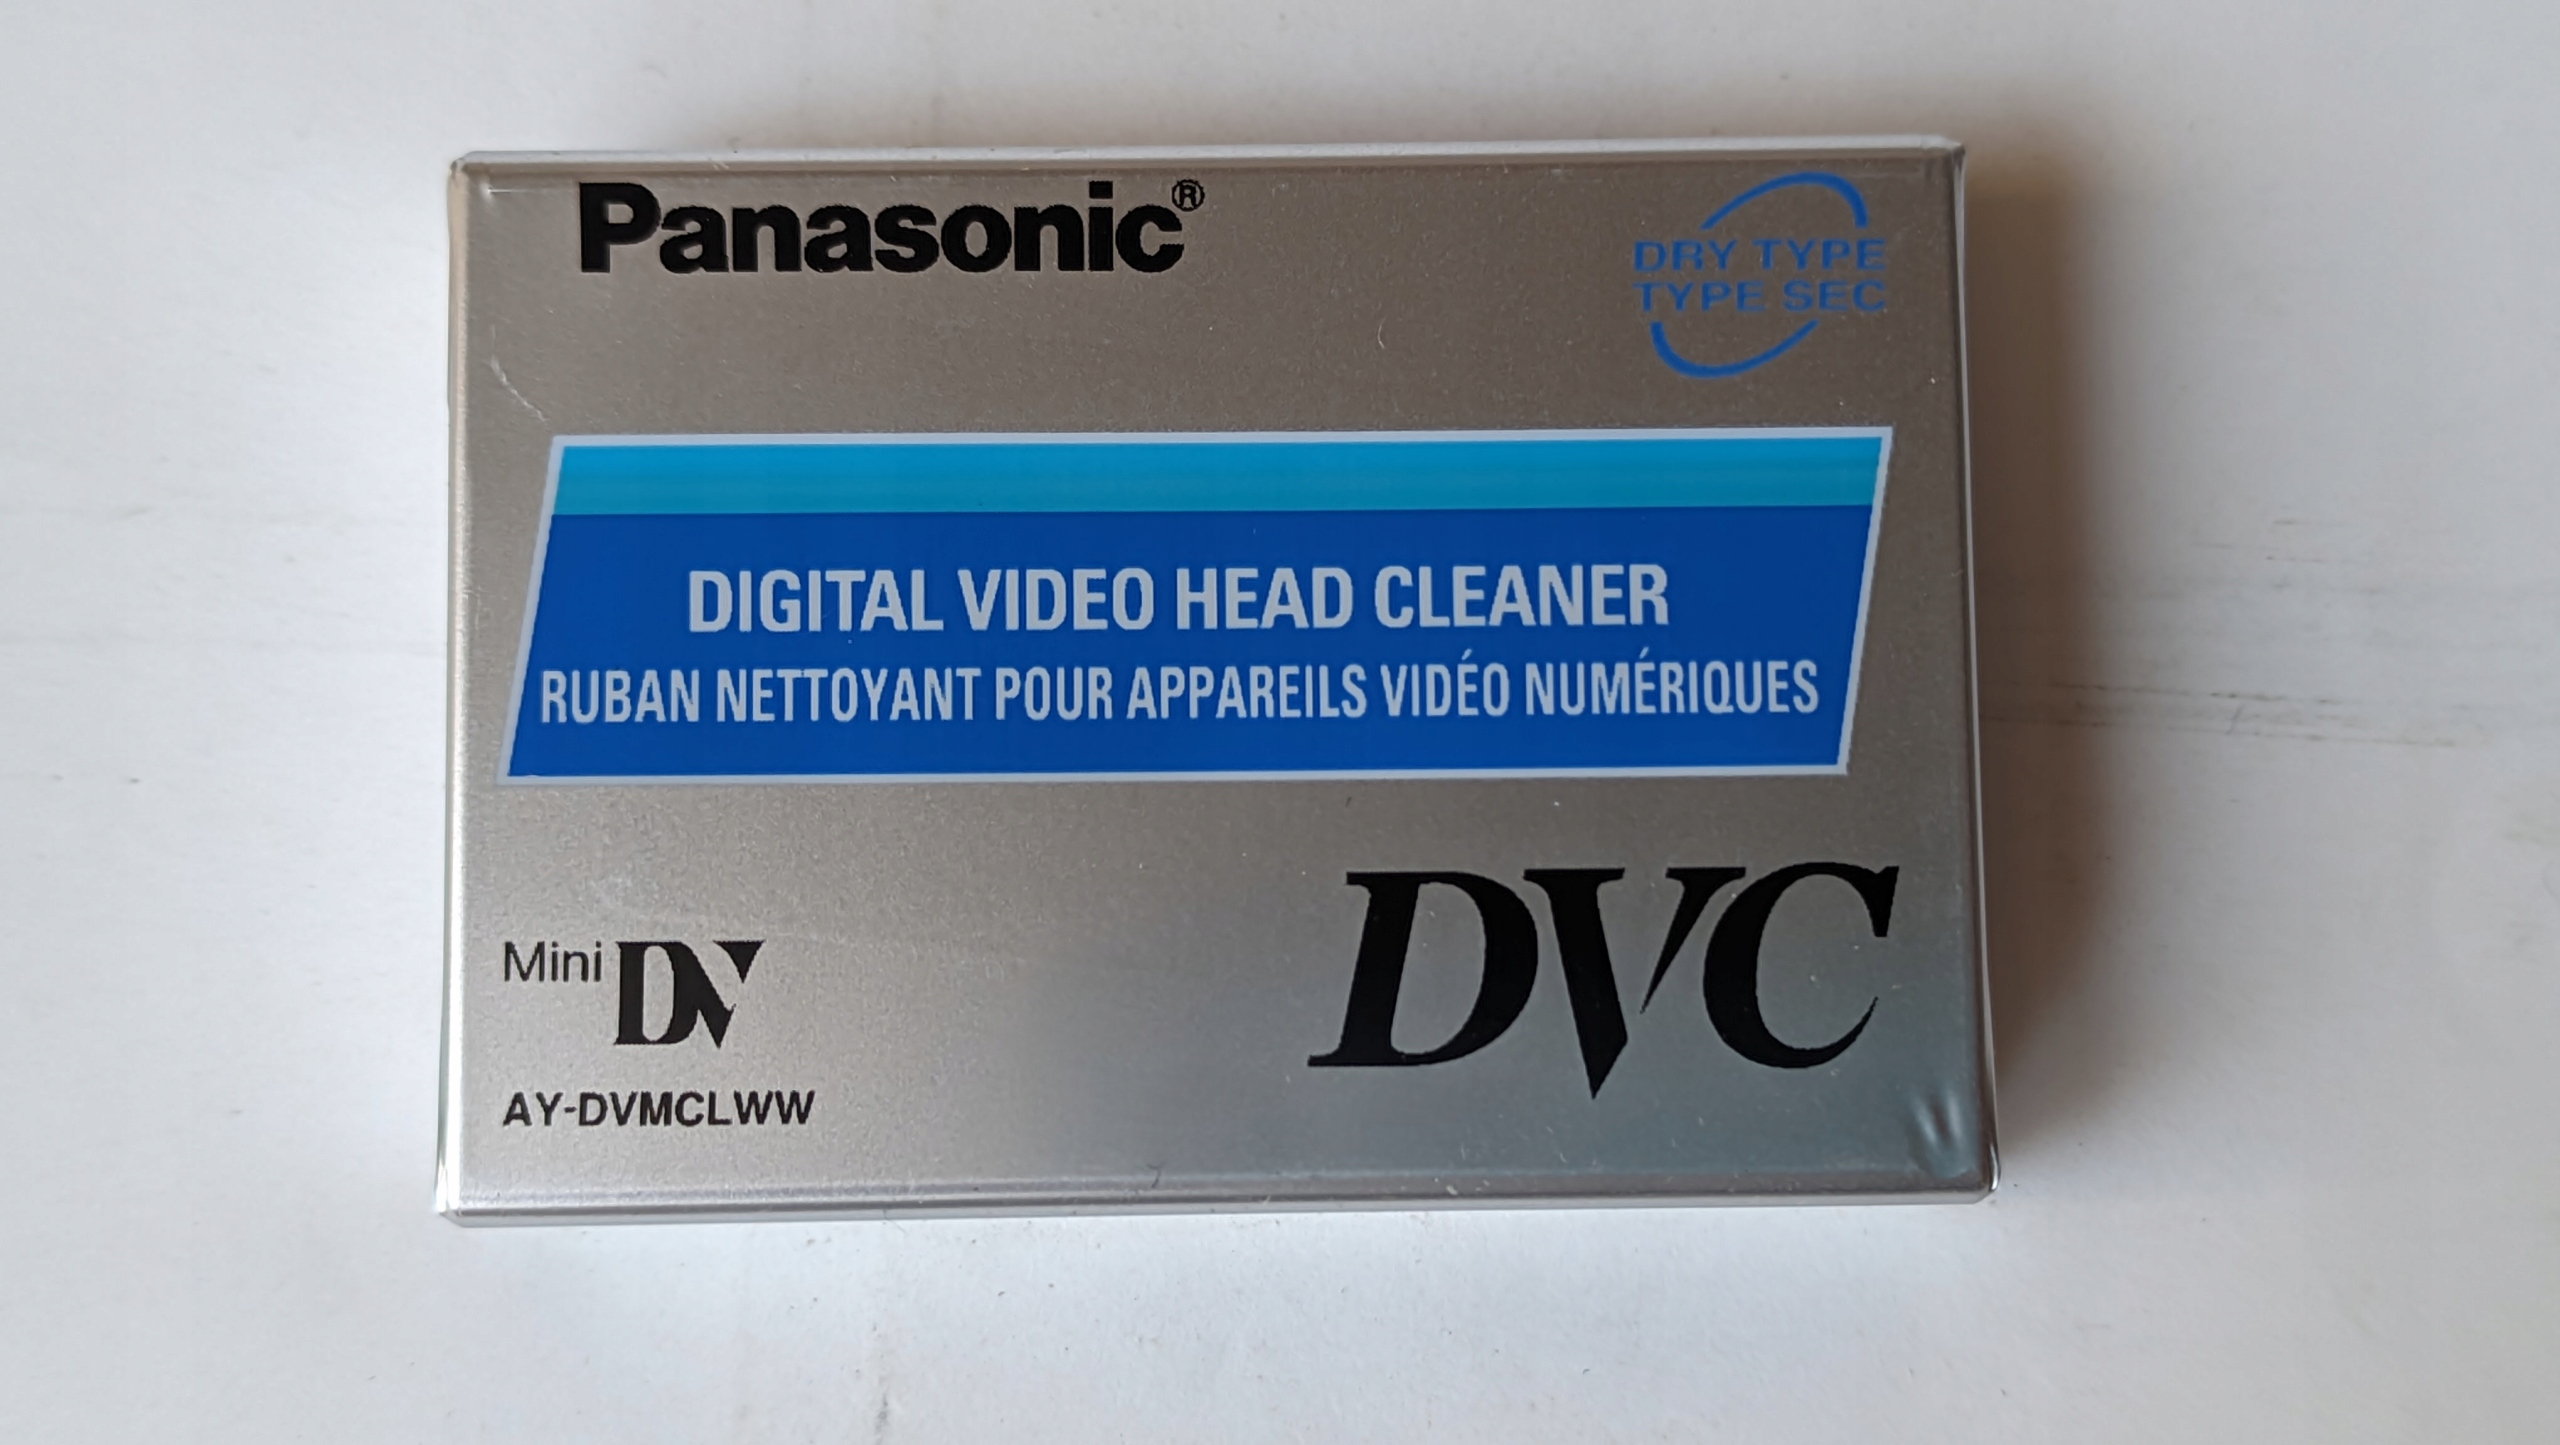 Panasonic®
DRY TYPE
TYPE SEC
DIGITAL VIDEO HEAD CLEANER
RUBAN NETTOYANT POUR APPAREILS VIDÉO NUMÉRIQUES
Mini DV
DVC
AY-DVMCLWW